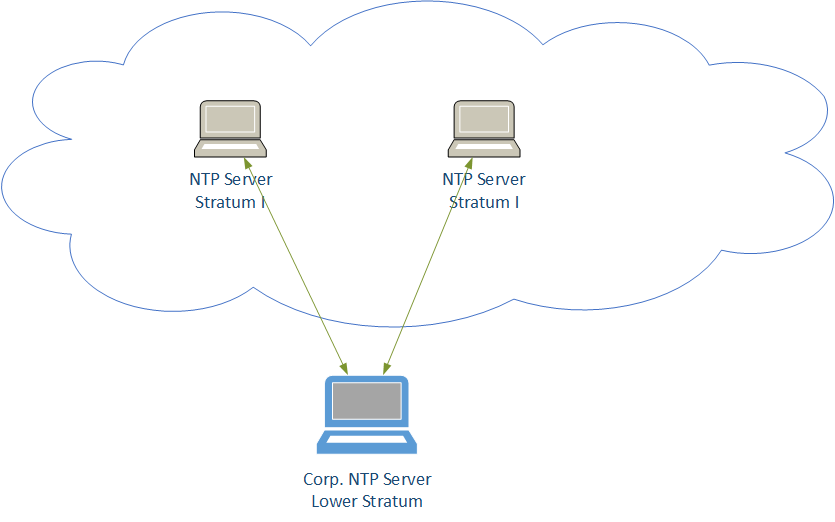 NTP Server
Stratum I
NTP Server
Stratum I
Corp. NTP Server
Lower Stratum